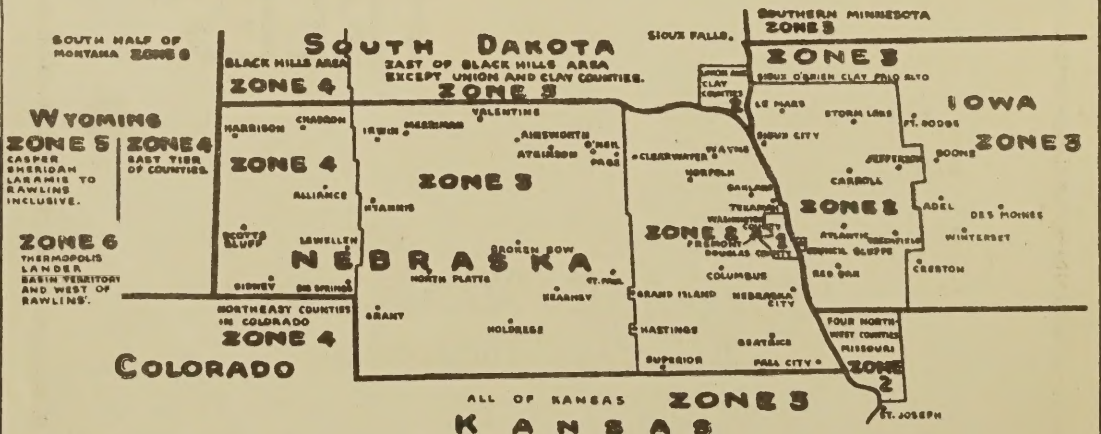 SOUTH HALF OF
MONTANA ZONE 6
SOUTH DAKOTA
BLACK HILLS AREA
ZONE 4
EAST OF BLACK HILLS AREA
EXCEPT UNION AND CLAY COUNTIES.
ZONE 3
SIOUX FALLS.
SOUTHERN MINNESOTA
ZONE 3
ZONE 3
UNION AND
CLAY
COUNTIES
2
SIOUX O'BRIEN CLAY PALO ALTO
IOWA
ZONE 3
LE MARS
STORM LAKE
FT. DODGE
SIOUX CITY
JEFFERSON
BOONE
CARROLL
ZONE 2
ADEL
DES MOINES
ATLANTIC
GREENFIELD
WINTERSET
COUNCIL BLUFFS
RED OAK
CRESTON
WYOMING
ZONE 5
CASPER
SHERIDAN
LARAMIE TO
RAWLINS
INCLUSIVE.
ZONE 4
EAST TIER
OF COUNTIES.
ZONE 6
THERMOPOLIS
LANDER
BASIN TERRITORY
AND WEST OF
RAWLINS.
HARRISON
CHADRON
ZONE 4
ALLIANCE
SCOTTS
BLUFF
LEWELLEN
SIDNEY
BIG SPRINGS
NEBRASKA
VALENTINE
IRWIN
MERRIMAN
AINSWORTH
O'NEIL
ATKINSON
PAGE
ZONE 3
HYANNIS
BROKEN BOW
NORTH PLATTE
ST. PAUL
KEARNEY
GRANT
HOLDREGE
CLEARWATER
WAYNE
NORFOLK
OAKLAND
TEKAMAH
WASHINGTON
COUNTY
ZONE 2
FREMONT
1
DOUGLAS COUNTY
COLUMBUS
GRAND ISLAND
NEBRASKA
CITY
HASTINGS
BEATRICE
SUPERIOR
FALL CITY
NORTHEAST COUNTIES
IN COLORADO
ZONE 4
COLORADO
FOUR NORTH-
WEST COUNTIES
MISSOURI
ZONE
2
ST. JOSEPH
ALL OF KANSAS
ZONE 3
KANSAS